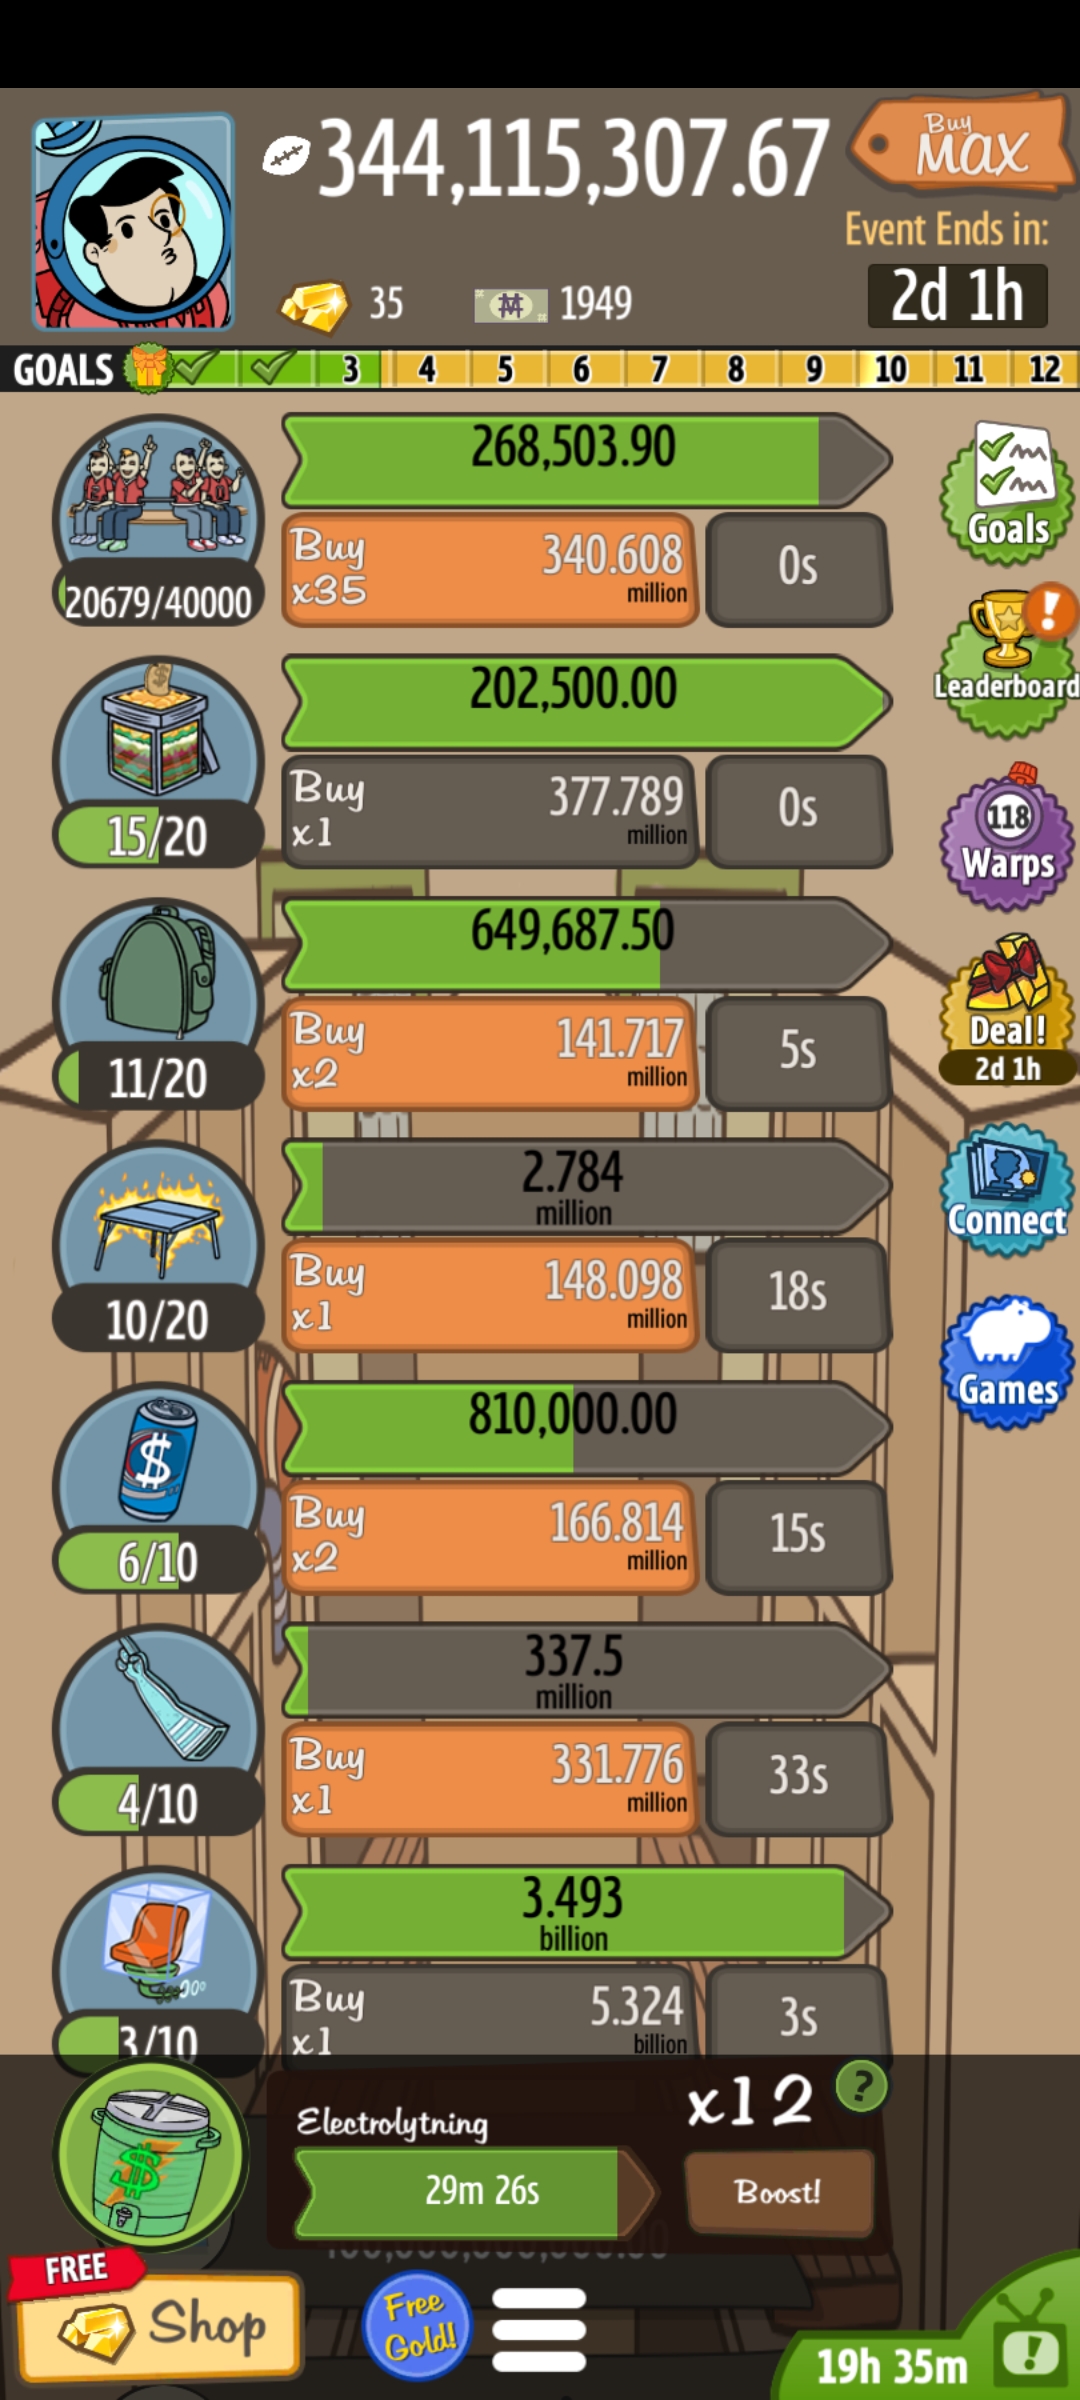 344,115,307.67
Buy
MAX
Event Ends in:
35
1949
2d 1h
GOALS
3 4 5 6 7 8 9 10 11 12
268,503.90
Buy
x35
340.608
million
0s
20679/40000
Goals
Leaderboard
202,500.00
Buy
x1
377.789
million
0s
15/20
118
Warps
649,687.50
Buy
x2
141.717
million
5s
11/20
Deal!
2d 1h
2.784
million
Buy
x1
148.098
million
18s
10/20
Connect
810,000.00
Buy
x2
166.814
million
15s
6/10
Games
337.5
million
Buy
x1
331.776
million
33s
4/10
3.493
billion
Buy
x1
5.324
billion
3s
3/10
Electrolytning
x12
?
29m 26s
Boost!
FREE
Shop
Free
Gold!
19h 35m